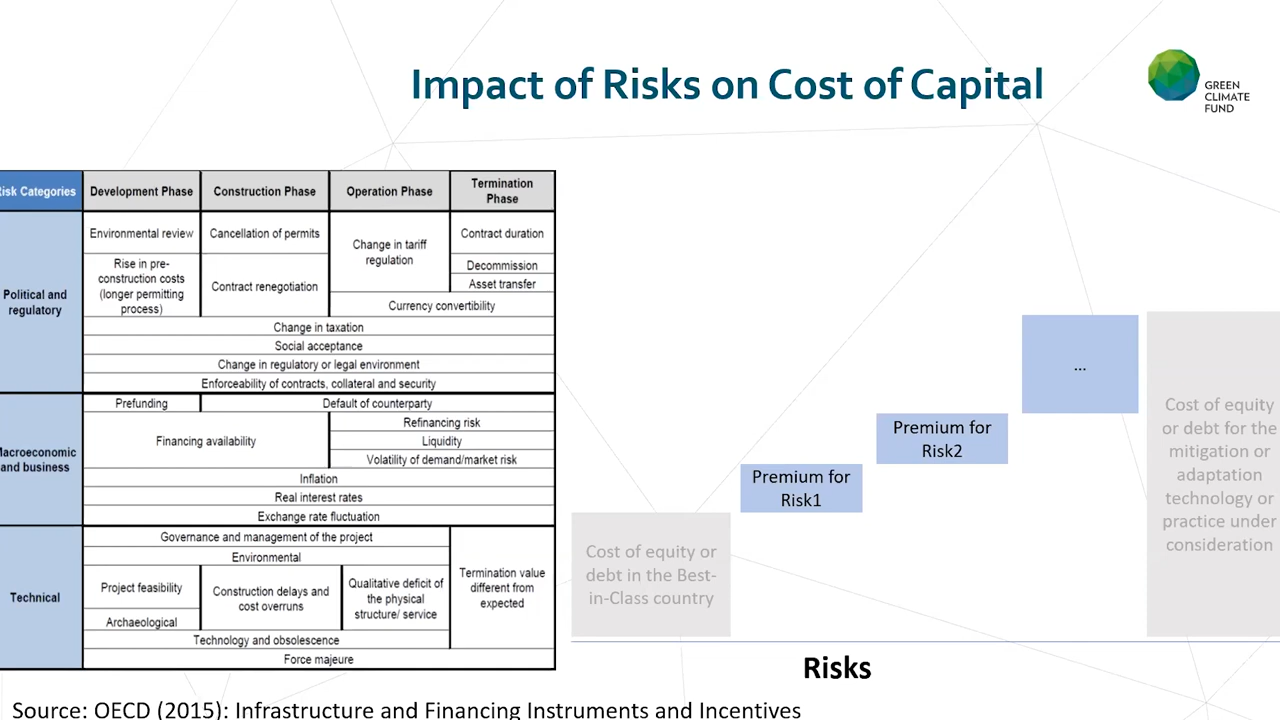 Impact of Risks on Cost of Capital
GREEN
CLIMATE
FUND
Risk Categories
Development Phase
Construction Phase
Operation Phase
Termination
Phase
Political and
regulatory
Environmental review
Cancellation of permits
Change in tariff
regulation
Contract duration
Rise in pre-
construction costs
(longer permitting
process)
Contract renegotiation
Decommission
Asset transfer
Currency convertibility
Change in taxation
Social acceptance
Change in regulatory or legal environment
Enforceability of contracts, collateral and security
Macroeconomic
and business
Prefunding
Default of counterparty
Financing availability
Refinancing risk
Liquidity
Volatility of demand/market risk
Inflation
Real interest rates
Exchange rate fluctuation
Technical
Governance and management of the project
Termination value
different from
expected
Environmental
Project feasibility
Construction delays and
cost overruns
Qualitative deficit of
the physical
structure/ service
Archaeological
Technology and obsolescence
Force majeure
Cost of equity or
debt in the Best-
in-Class country
Premium for
Risk1
Premium for
Risk2
...
Cost of equity
or debt for the
mitigation or
adaptation
technology or
practice under
consideration
Risks
Source: OECD (2015): Infrastructure and Financing Instruments and Incentives